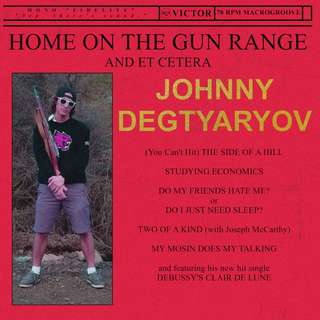 MONO "FIDELITY"
"Yep, there's sound."
RCA VICTOR
78 RPM MACROGROOVE
HOME ON THE GUN RANGE
AND ET CETERA
JOHNNY
DEGTYARYOV
(You Can't Hit) THE SIDE OF A HILL
STUDYING ECONOMICS
DO MY FRIENDS HATE ME?
or
DO I JUST NEED SLEEP?
TWO OF A KIND (with Joseph McCarthy)
MY MOSIN DOES MY TALKING
and featuring his new hit single
DEBUSSY'S CLAIR DE LUNE